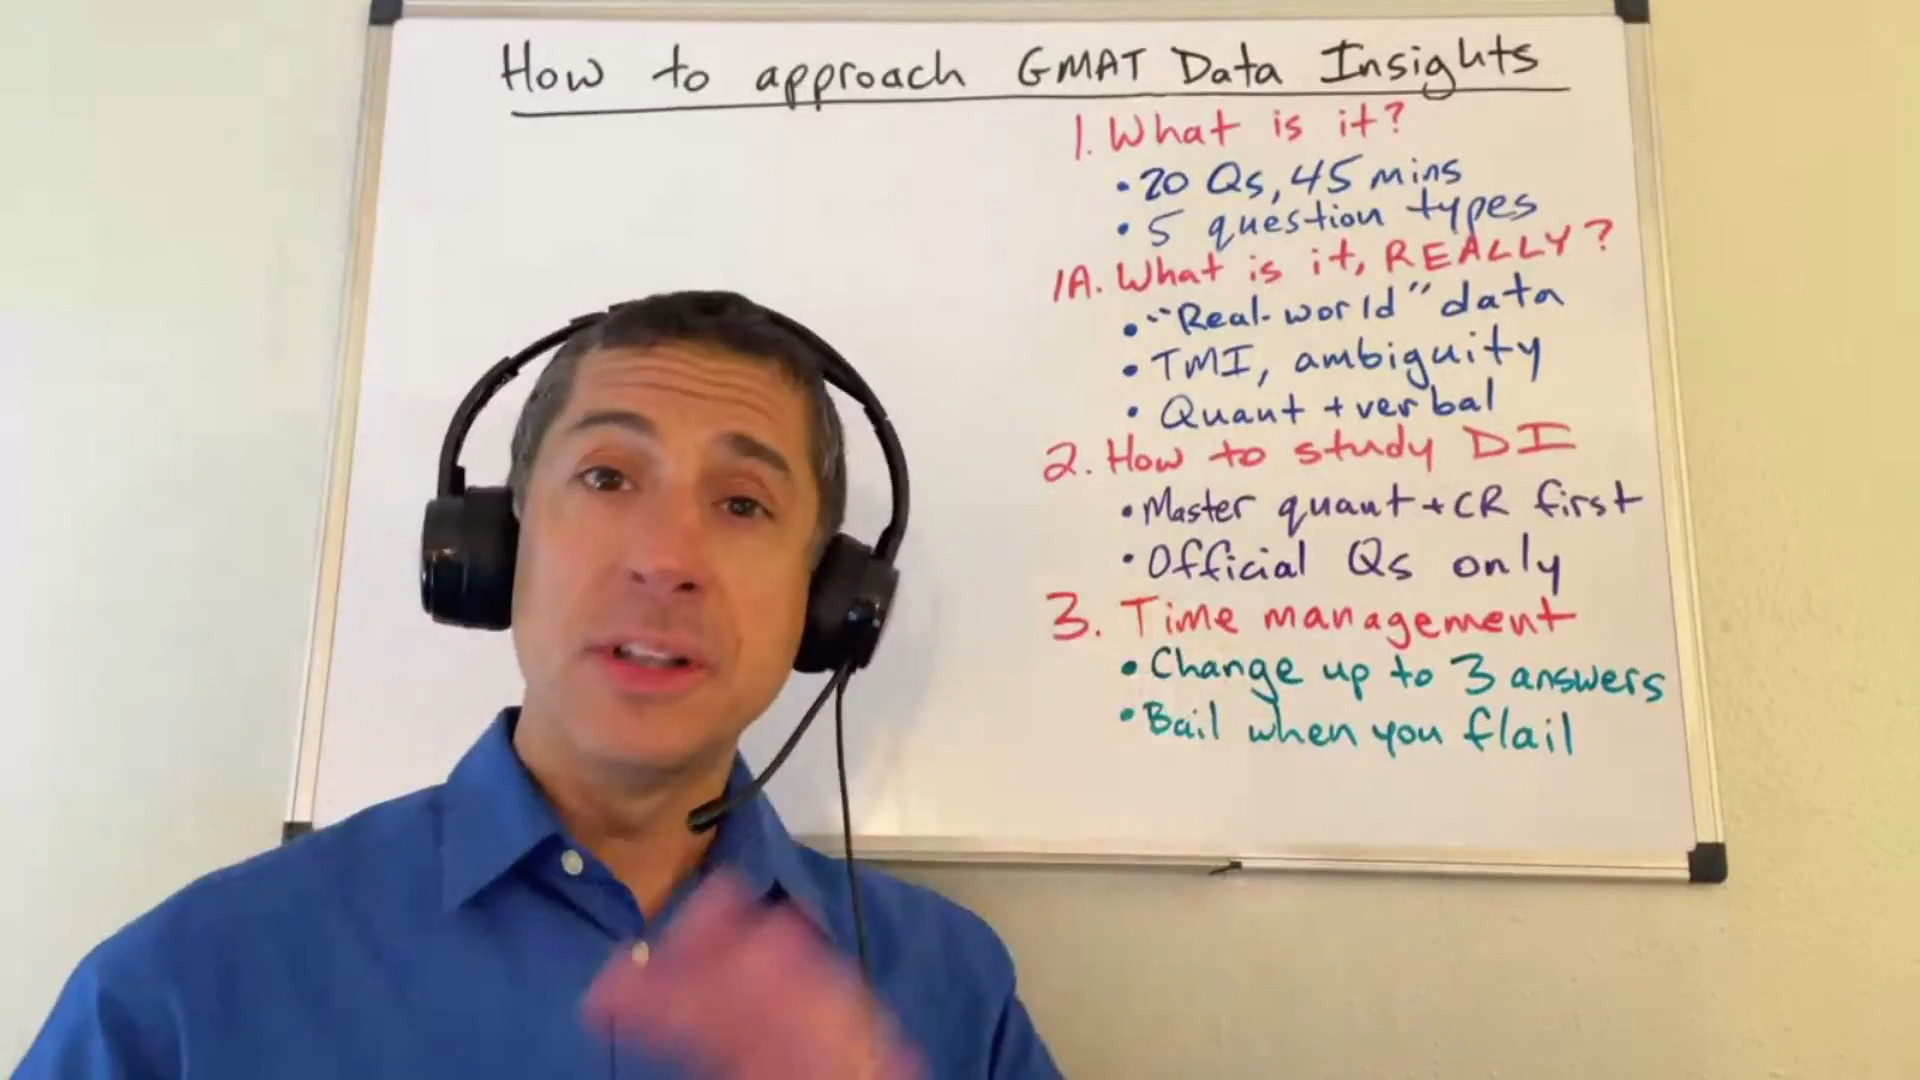 How to approach GMAT Data Insights
1. What is it?
• 20 Qs, 45 mins
• 5 question types
1A. What is it, REALLY?
• "Real-world" data
• TMI, ambiguity
• Quant + verbal
2. How to study DI
• Master quant + CR first
• Official Qs only
3. Time management
• Change up to 3 answers
• Bail when you flail